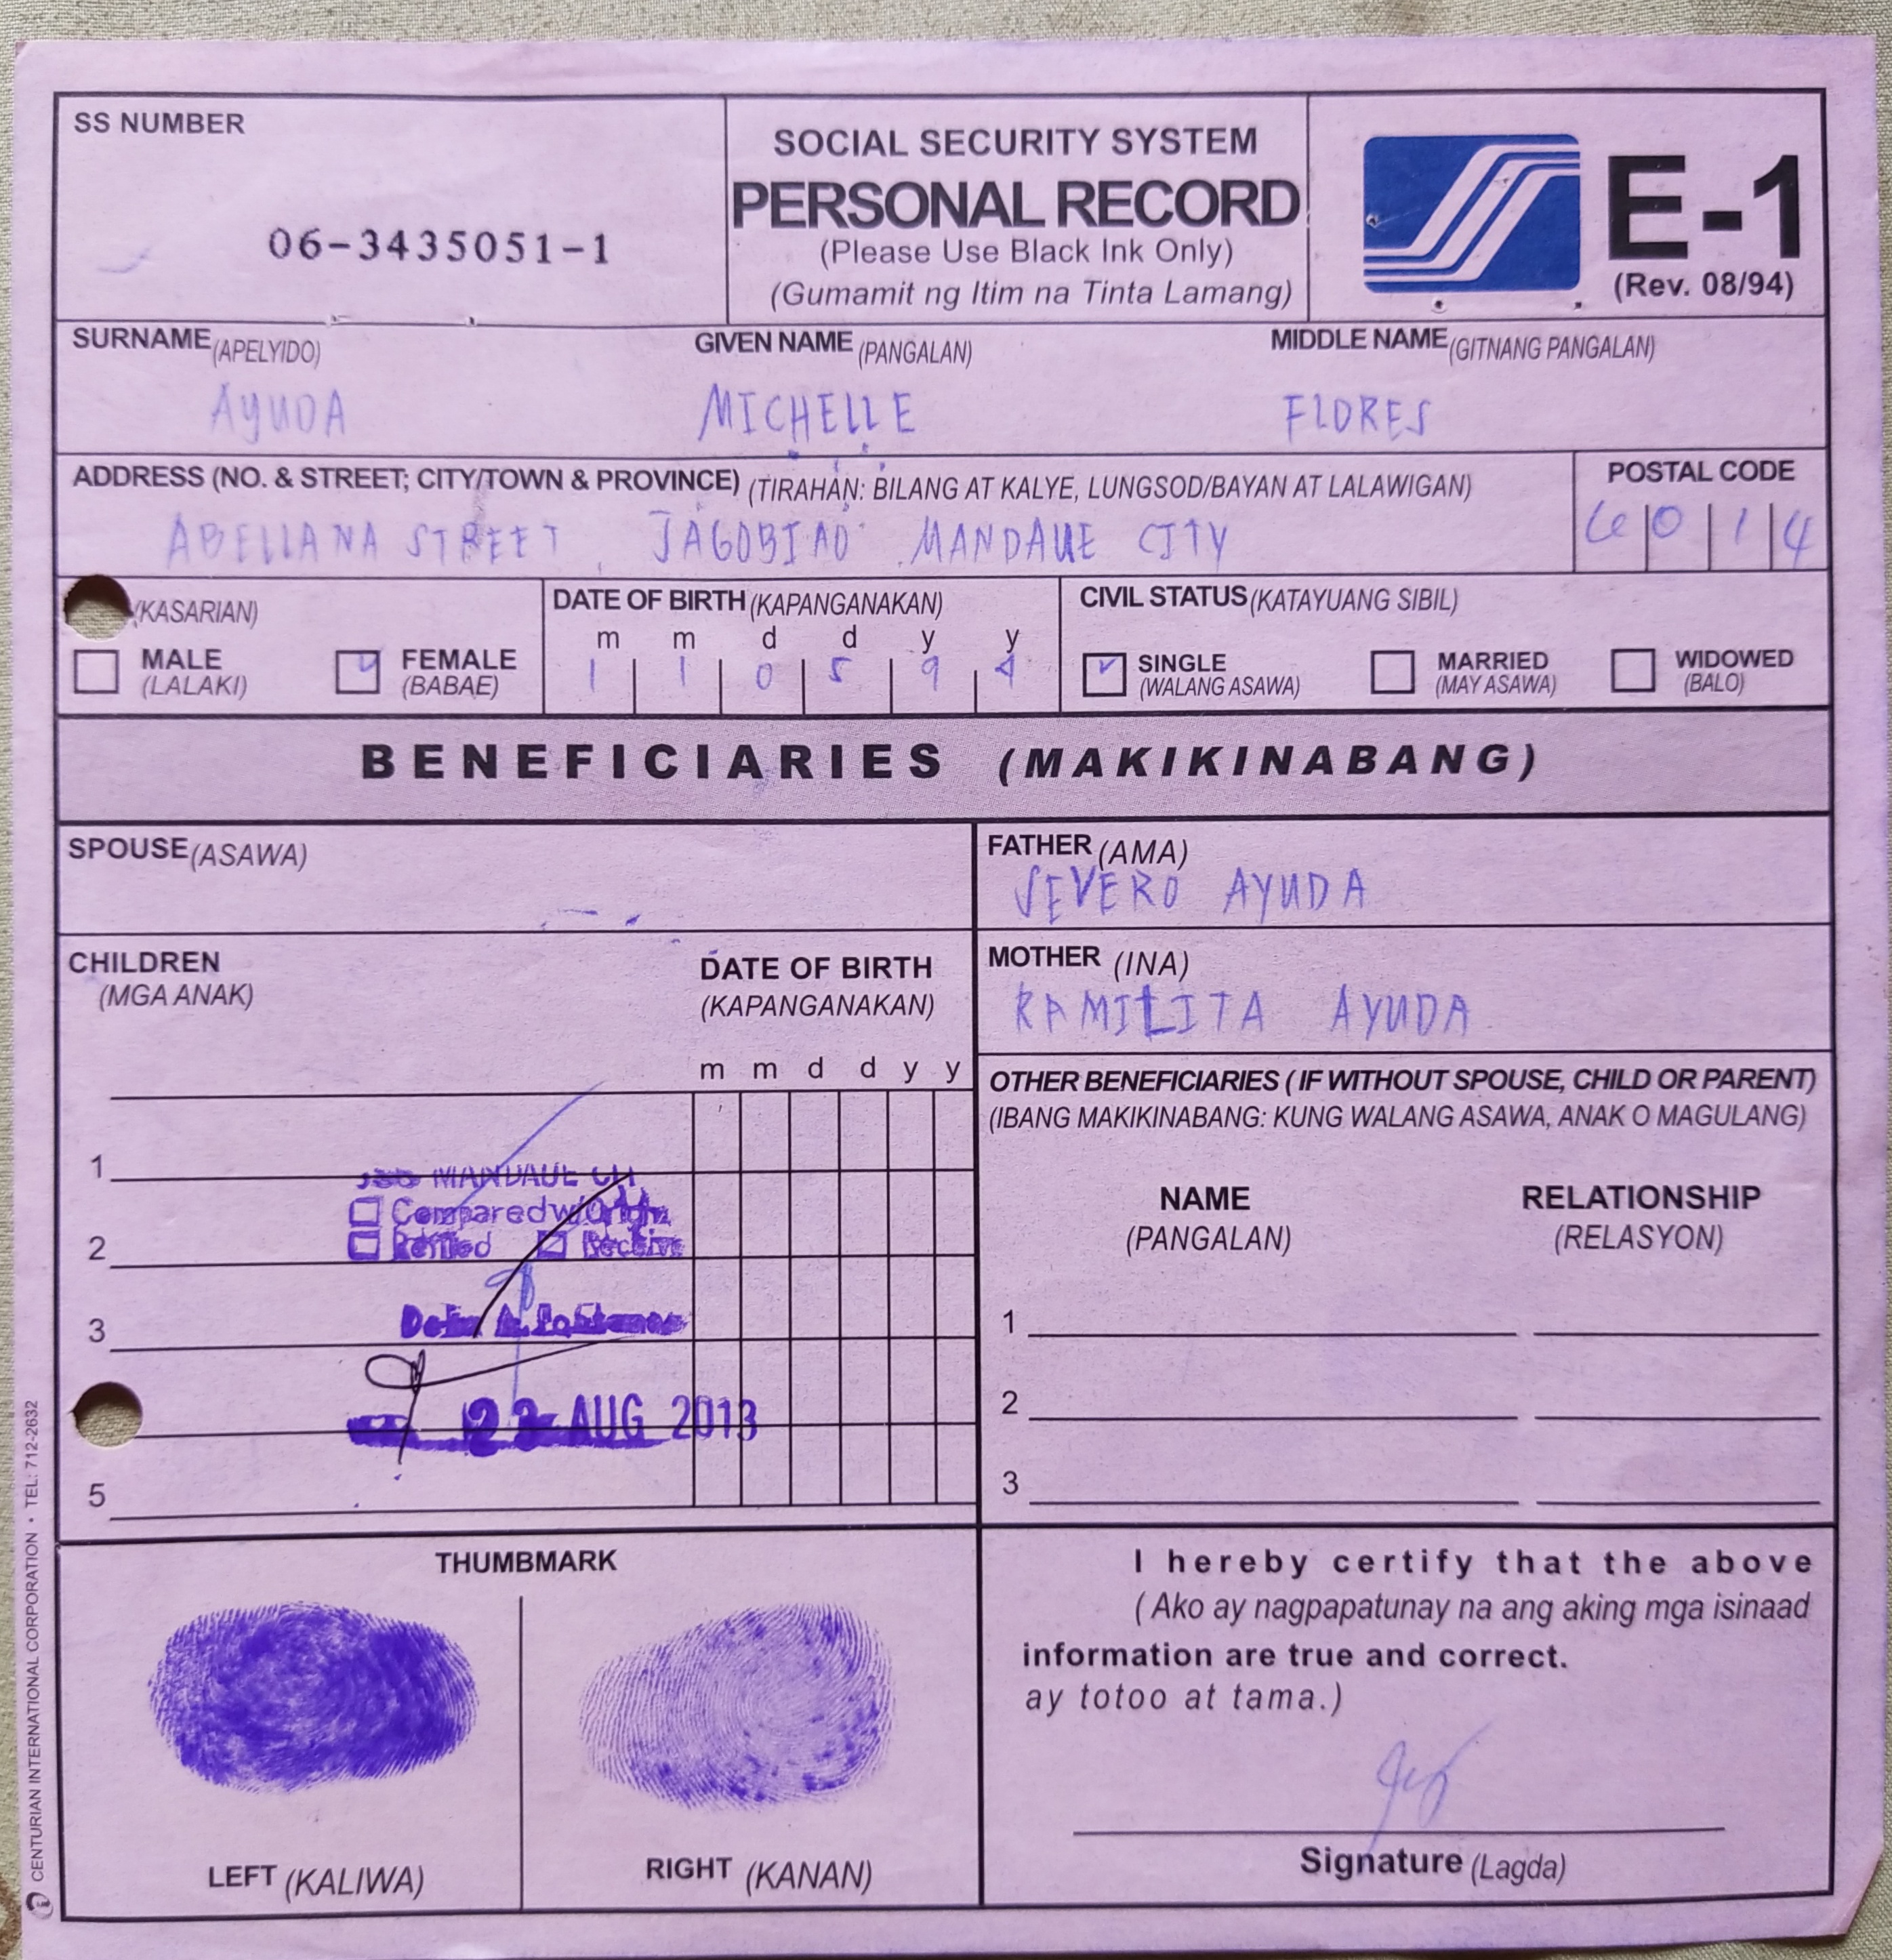 SS NUMBER
06-3435051-1
SOCIAL SECURITY SYSTEM
PERSONAL RECORD
(Please Use Black Ink Only)
(Gumamit ng Itim na Tinta Lamang)
E-1
(Rev. 08/94)
SURNAME (APELYIDO) GIVEN NAME (PANGALAN) MIDDLE NAME (GITNANG PANGALAN)
AYUDA MICHELLE FLORES
ADDRESS (NO. & STREET; CITY/TOWN & PROVINCE) (TIRAHAN: BILANG AT KALYE, LUNGSOD/BAYAN AT LALAWIGAN)
ABELLANA STREET, JAGOBIAO MANDAUE CITY
POSTAL CODE
6014
(KASARIAN)
MALE (LALAKI)
FEMALE (BABAE)
DATE OF BIRTH (KAPANGANAKAN)
m m d d y y
1 1 0 5 9 4
CIVIL STATUS (KATAYUANG SIBIL)
SINGLE (WALANG ASAWA)
MARRIED (MAY ASAWA)
WIDOWED (BALO)
BENEFICIARIES (MAKIKINABANG)
SPOUSE (ASAWA)
FATHER (AMA)
SEVERO AYUDA
CHILDREN
(MGA ANAK)
DATE OF BIRTH
(KAPANGANAKAN)
m m d d y y
1
2
3
5
MANDAUE
Compared w/
23 AUG 2013
MOTHER (INA)
RAMILITA AYUDA
OTHER BENEFICIARIES ( IF WITHOUT SPOUSE, CHILD OR PARENT)
(IBANG MAKIKINABANG: KUNG WALANG ASAWA, ANAK O MAGULANG)
NAME RELATIONSHIP
(PANGALAN) (RELASYON)
1
2
3
THUMBMARK
LEFT (KALIWA)
RIGHT (KANAN)
I hereby certify that the above
( Ako ay nagpapatunay na ang aking mga isinaad
information are true and correct.
ay totoo at tama.)
Signature (Lagda)
CENTURIAN INTERNATIONAL CORPORATION • TEL: 712-2632